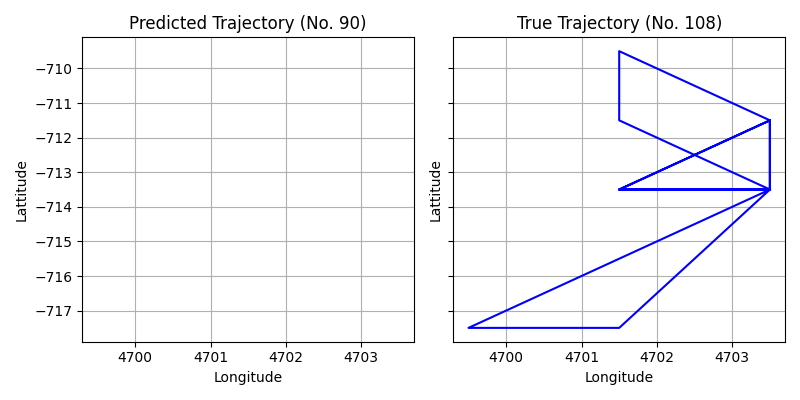 Predicted Trajectory (No. 90)
True Trajectory (No. 108)
Lattitude
−710
−711
−712
−713
−714
−715
−716
−717
4700 4701 4702 4703
Longitude
Lattitude
4700 4701 4702 4703
Longitude